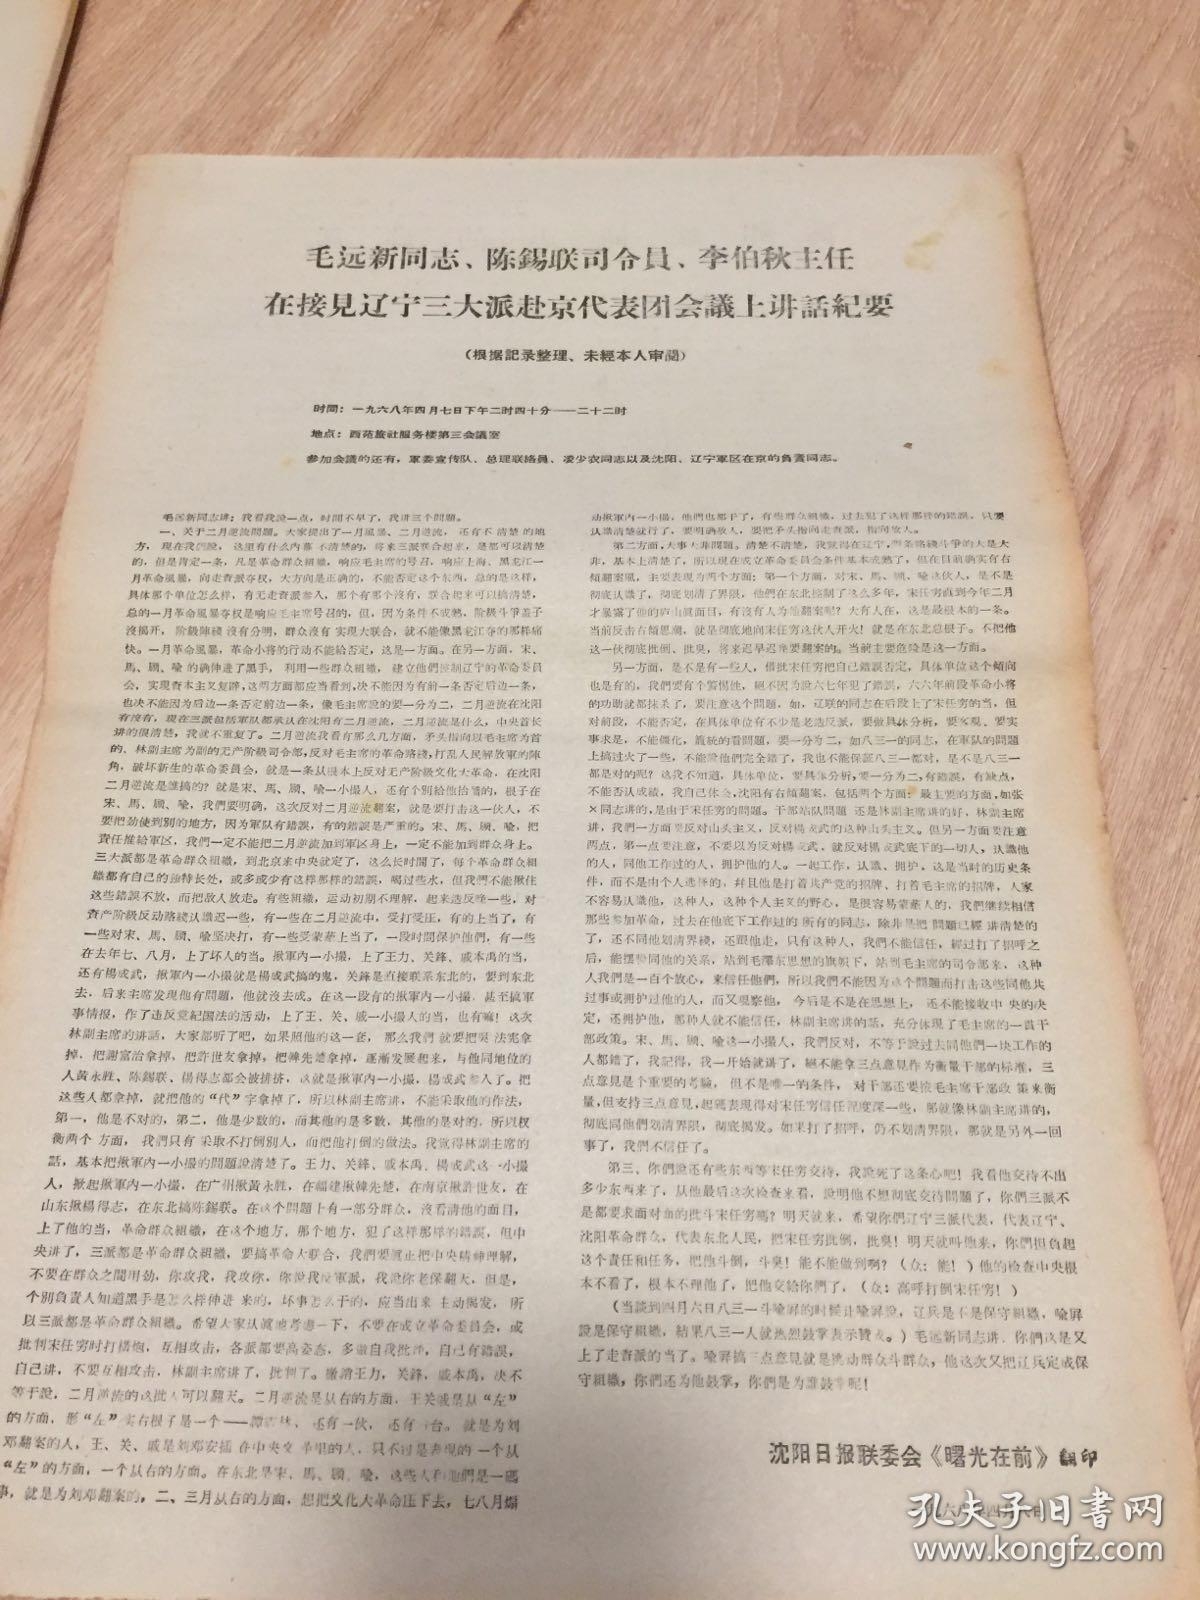 毛远新同志、陈錫联司令員、李伯秋主任
在接見辽宁三大派赴京代表团会議上讲話紀要
（根据記录整理、未經本人审閱）
时間：一九六八年四月七日下午二时四十分——二十二时
地点：西苑旅社服务楼第三会議室
参加会議的还有，軍委宣传队、总理联絡員、凌少农同志以及沈阳、辽宁軍区在京的負責同志。
毛远新同志讲：我看我說一点，时間不早了，我讲三个問題。
一、关于二月逆流問題。大家提出了一月風暴、二月逆流，还有不清楚的地
方，现在我們說，这里有什么内幕不清楚的，将来三派联合起来，是都可以清楚
的，但是肯定一条，凡是革命群众組織，响应毛主席的号召，响应上海、黑龙江一
月革命風暴，向走資派夺权，大方向是正确的，不能否定这个东西，总的是这样，
具体那个单位怎么样，有无走資派参入，那个有那个沒有，联合起来可以搞清楚，
总的一月革命風暴夺权是响应毛主席号召的，但，因为条件不成熟，阶級斗爭盖子
沒揭开，阶級陣綫沒有分明，群众沒有实现大联合，就不能像黑龙江夺的那样痛
快。一月革命風暴，革命小将的行动不能給否定，这是一方面。在另一方面，宋、
馬、顾、喩的确伸进了黑手，利用一些群众組織，建立他們控制辽宁的革命委員
会，实现資本主义复辟，这两方面都应当看到，决不能因为有前一条否定后边一条，
也决不能因为后边一条否定前边一条，像毛主席說的要一分为二，二月逆流在沈阳
有沒有，现在三派包括軍队都承认在沈阳有二月逆流，二月逆流是什么，中央首长
讲的很清楚，我就不重复了。二月逆流我看有那么几方面，矛头指向以毛主席为首
的、林副主席为副的无产阶級司令部，反对毛主席的革命路綫，打乱人民解放軍的陣
角，破坏新生的革命委員会，就是一条从根本上反对无产阶級文化大革命，在沈阳
二月逆流是誰搞的？就是宋、馬、顾、喩一小撮人，还有个别給他抬轎的，根子在
宋、馬、顾、喩，我們要明确，这次反对二月逆流翻案，就是要打击这一伙人，不
要把劲使到别的地方，因为軍队有錯誤，有的錯誤是严重的。宋、馬、顾、喩，把
責任推給軍区，我們一定不能把二月逆流加到軍区身上，一定不能加到群众身上。
三大派都是革命群众組織，到北京来中央就定了，这么长时間了，每个革命群众組
織都有自己的独特长处，或多或少有这样那样的錯誤，喝过些水，但我們不能揪住
这些錯誤不放，而把敌人放走。有些組織，运动初期不理解，起来造反晚一些，对
資产阶級反动路綫认識迟一些，有一些在二月逆流中，受打受压，有的上当了，有
一些对宋、馬、顾、喩坚决打，有一些受蒙蔽上当了，一段时間保护他們，有一些
在去年七、八月，上了坏人的当。揪軍内一小撮，上了王力、关鋒、戚本禹的当，
还有楊成武，揪軍内一小撮就是楊成武搞的鬼，关鋒是直接联系东北的，要到东北
去，后来主席发现他有問題，他就沒去成。在这一段有的揪軍内一小撮，甚至搞軍
事情报，作了违反党紀国法的活动，上了王、关、戚一小撮人的当，也有嘛！这次
林副主席的讲話，大家都听了吧，如果照他的这一套，那么我們就要把吳法宪拿
掉，把謝富治拿掉，把許世友拿掉，把韓先楚拿掉，逐漸发展起来，与他同地位的
人黃永胜、陈錫联、楊得志都会被排挤，这就是揪軍内一小撮，楊成武参入了。把
这些人都拿掉，就把他的“代”字拿掉了，所以林副主席讲，不能采取他的作法，
第一，他是不对的，第二，他是少数的，而其他的是多数，其他的是对的，所以权
衡两个方面，我們只有采取不打倒别人，而把他打倒的做法。我覚得林副主席的
話，基本把揪軍内一小撮的問題說清楚了。王力、关鋒、戚本禹、楊成武这一小撮
人，掀起揪軍内一小撮，在广州揪黃永胜，在福建揪韓先楚，在南京揪許世友，在
山东揪楊得志，在东北搞陈錫联。在这个問題上有一部分群众，沒看清他的面目，
上了他的当，革命群众組織，在这个地方，那个地方，犯了这样那样的錯誤，但中
央讲了，三派都是革命群众組織，要搞革命大联合，我們要真正把中央精神理解，
不要在群众之間用劲，你攻我，我攻你，你說我反軍派，我說你老保翻天，但是，
个别負責人知道黑手是怎么样伸进来的，坏事怎么干的，应当出来主动揭发，所
以三派都是革命群众組織。希望大家认眞地考慮一下，不要在成立革命委員会，或
批判宋任穷时打横炮，互相攻击，各派都要高姿态，多做自我批評，自己有錯誤，
自己讲，不要互相攻击，林副主席讲了，批判了。繳清王力，关鋒，戚本禹，决不
等于說，二月逆流的这批人可以翻天。二月逆流是从右的方面，王关戚是从“左”
的方面，形“左”实右根子是一个——譚震林、还有一伙，还有后台。就是为刘
邓翻案的人，王、关、戚是刘邓安插在中央文革里的人，只不过是表现的一个从
“左”的方面，一个从右的方面。在东北是宋、馬、顾、喩，这些人和他們是一碼
事，就是为刘邓翻案的，二、三月从右的方面，想把文化大革命压下去，七八月煽
动揪軍内一小撮，他們也都干了，有些群众組織，过去犯了这样那样的錯誤，只要
认識清楚就行了，要明确敌人，要把矛头指向走資派，指向敌人。
第二方面，大事大非問題。清楚不清楚，我覚得在辽宁，两条路綫斗爭的大是大
非，基本上清楚了，所以现在成立革命委員会条件基本成熟了，但在目前确实有右
傾翻案風，主要表现为两个方面：第一个方面，对宋、馬、顾、喩这伙人，是不是
彻底认識了，彻底划清了界限，他們在东北控制了这么多年，宋任穷直到今年二月
才暴露了他的庐山眞面目，有沒有人为他翻案呢？大有人在，这是最根本的一条。
当前反击右傾思潮，就是彻底地向宋任穷这伙人开火！就是在东北总根子。不把他
这一伙彻底批倒、批臭，将来迟早迟难要翻案的。当前主要危险是这一方面。
另一方面，是不是有一些人，借批宋任穷把自己錯誤否定，具体单位这个傾向
也是有的，我們要有个警惕性，絕不因为說六七年犯了錯誤，六六年前段革命小将
的功勋就都抹杀了，要注意这个問題，如，辽联的同志在后段上了宋任穷的当，但
对前段，不能否定，在具体单位有不少是老造反派，要做具体分析，要客观、要实
事求是，不能僵化，籠統的看問題，要一分为二，如八三一的同志，在軍队的問題
上搞过火了一些，不能說他們完全錯了，我也不能保証八三一都对，是不是八三一
都是对的呢？这我不知道，具体单位，要具体分析，要一分为二，有錯誤，有缺点，
不能否认成績，我自己体会，沈阳有右傾翻案，包括两个方面：最主要的方面，如张
×同志讲的，是由于宋任穷的問題。干部站队問題还是林副主席讲的好，林副主席
讲，我們一方面要反对山头主义，反对楊成武的这种山头主义。但另一方面要注意
两点，第一点要注意，不要以为反对楊成武、就反对楊成武底下的一切人，认識他
的人，同他工作过的人，拥护他的人。一起工作，认識、拥护，这是当时的历史条
件，而不是由个人选择的，幷且他是打着共产党的招牌、打着毛主席的招牌，人家
不容易认識他，这种人，这种个人主义的野心，是很容易蒙蔽人的，我們继續相信
那些参加革命，过去在他底下工作过的所有的同志，除非是把問題已經讲清楚的
了，还不同他划清界綫，还跟他走，只有这种人，我們不能信任，經过打了招呼之
后，能摆脫同他的关系，站到毛澤东思想的旗帜下，站到毛主席的司令部来，这种
人我們是一百个放心，来信任他們，所以我們不能因为这个問題而打击这些同他共
过事或拥护过他的人，而又观察他，今后是不是在思想上，还不能接收中央的决
定，还拥护他，那种人就不能信任，林副主席讲的話，充分体现了毛主席的一貫干
部政策。宋、馬、顾、喩这一小撮人，我們反对，不等于說过去同他們一块工作的
人都錯了，我記得，我一开始就讲了，絕不能拿三点意见作为衡量干部的标准，三
点意见是个重要的考驗，但不是唯一的条件，对干部还要按毛主席干部政策来衡
量，但支持三点意见，起碼表现得对宋任穷信任程度深一些，那就像林副主席讲的，
彻底同他們划清界限，彻底揭发。如果打了招呼，仍不划清界限，那就是另外一回
事了，我們不信任了。
第三、你們說还有些东西等宋任穷交待，我說死了这条心吧！我看他交待不出
多少东西来了，从他最后这次检查来看，說明他不想彻底交待問題了，你們三派不
是都要求面对面的批斗宋任穷嗎？明天就来，希望你們辽宁三派代表，代表辽宁、
沈阳革命群众，代表东北人民，把宋任穷批倒，批臭！明天就叫他来，你們担負起
这个責任和任务，把他斗倒，斗臭！能不能做到啊？（众：能！）他的检查中央根
本不看了，根本不理他了，把他交給你們了，（众：高呼打倒宋任穷！）
（当談到四月六日八三一斗喩屏的时候让喩屏說，辽兵是不是保守組織，喩屏
說是保守組織，結果八三一人就热烈鼓掌表示贊成。）毛远新同志讲，你們这是又
上了走資派的当了。喩屏搞三点意见就是挑动群众斗群众，他这次又把辽兵定成保
守組織，你們还为他鼓掌，你們是为誰鼓掌呢！
沈阳日报联委会《曙光在前》翻印
孔夫子旧书网
www.kongfz.com